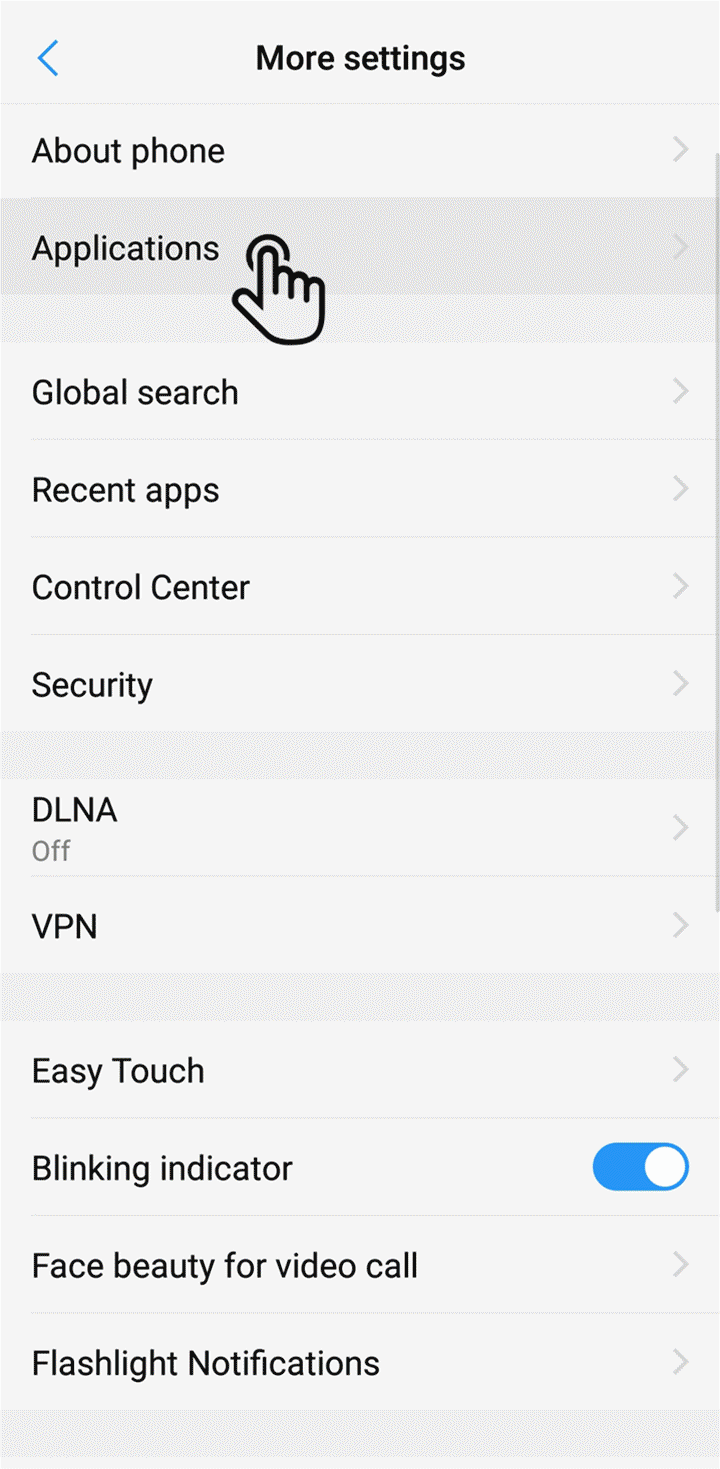 More settings
About phone
Applications
Global search
Recent apps
Control Center
Security
DLNA
Off
VPN
Easy Touch
Blinking indicator
Face beauty for video call
Flashlight Notifications